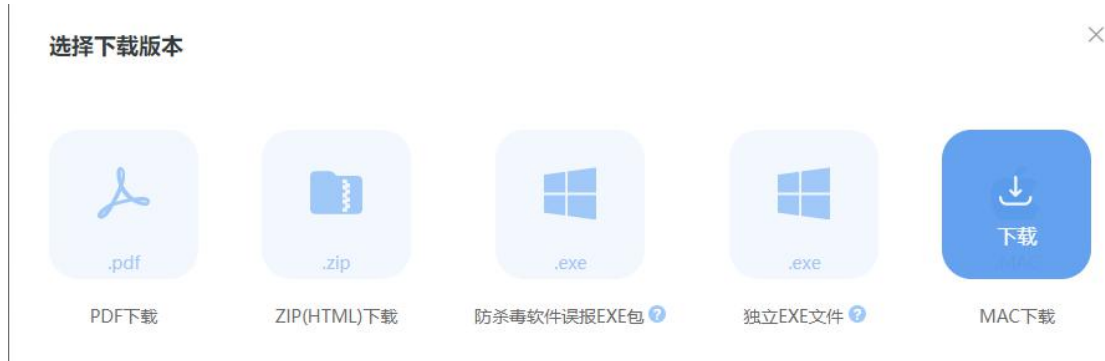 选择下载版本
.pdf
.zip
.exe
.exe
下载
PDF下载
ZIP(HTML)下载
防杀毒软件误报EXE包 ?
独立EXE文件 ?
MAC下载